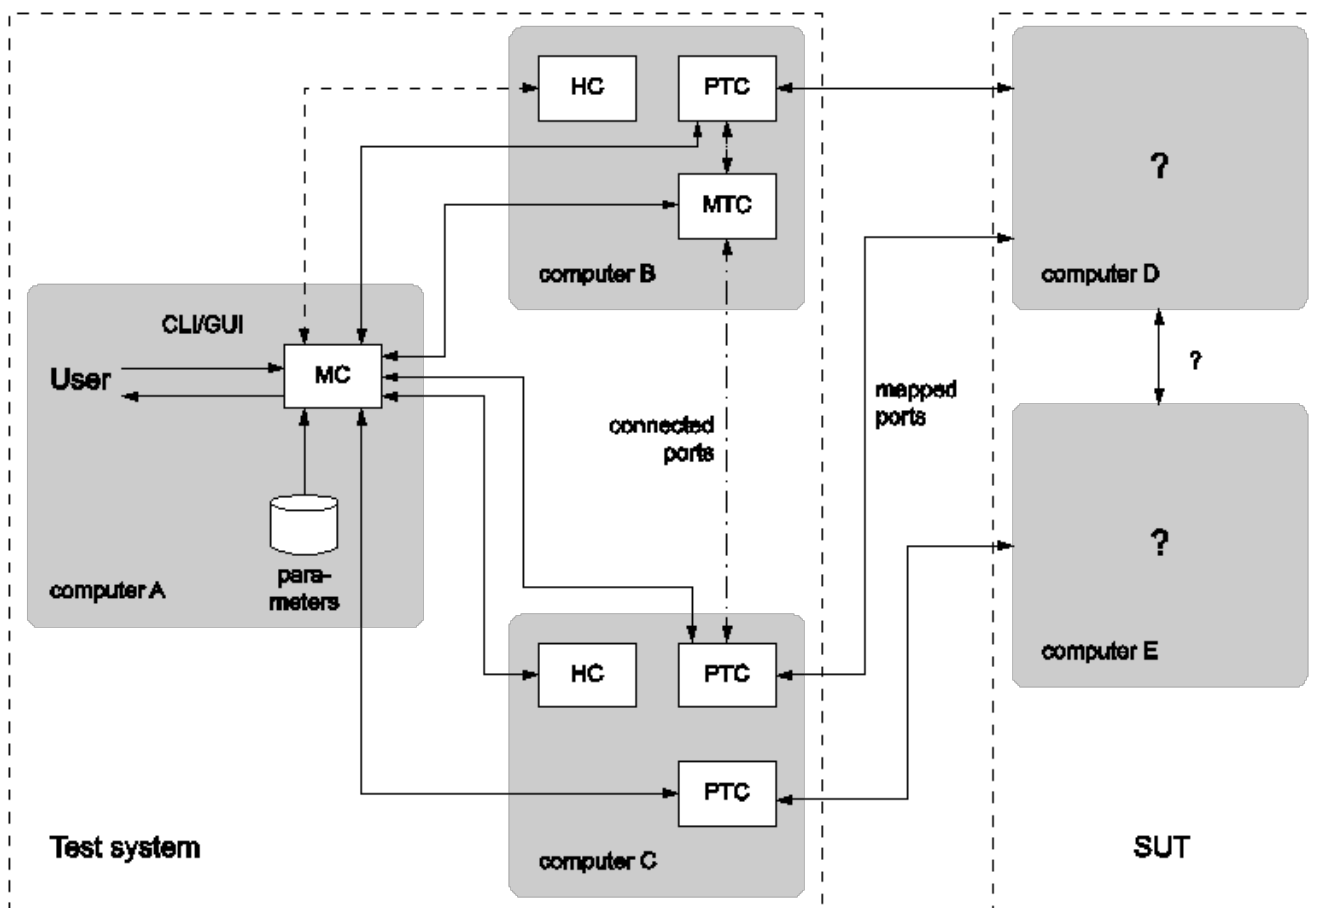 HC
PTC
?
MTC
computer B
computer D
CLI/GUI
User
MC
?
mapped
ports
connected
ports
?
para-
meters
computer A
HC
PTC
computer E
PTC
Test system
SUT
computer C